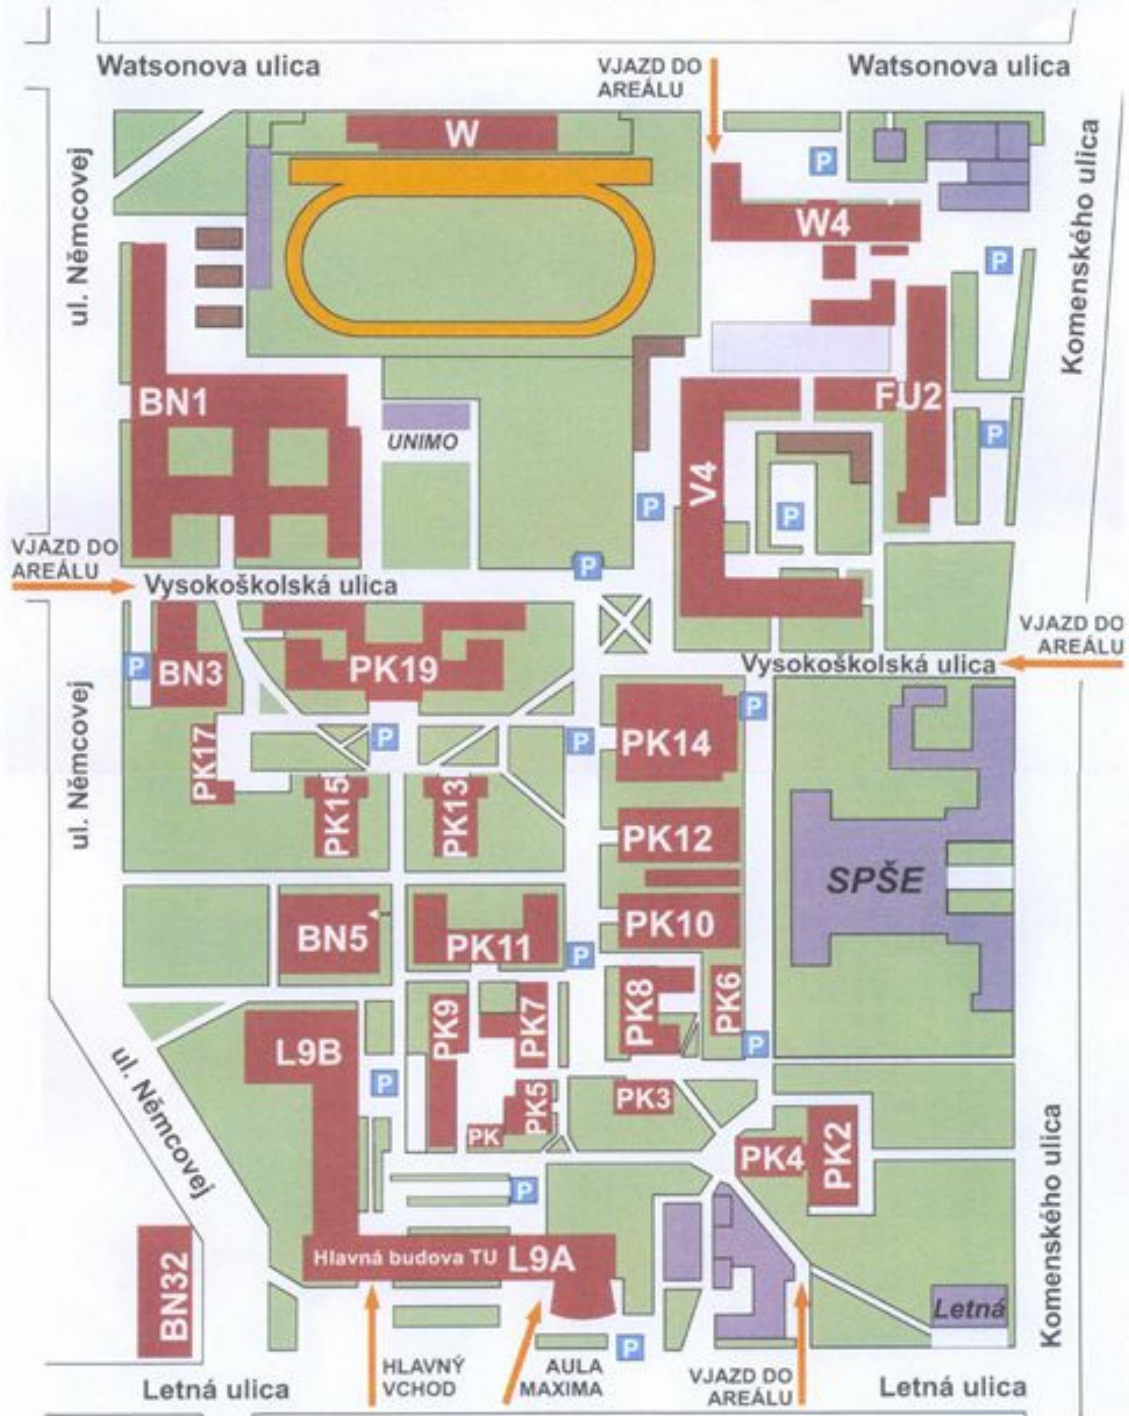 Watsonova ulica
VJAZD DO
AREÁLU
Watsonova ulica
W
P
W4
ul. Němcovej
Komenského ulica
P
BN1
UNIMO
FU2
P
V4
P
P
VJAZD DO
AREÁLU
Vysokoškolská ulica
P
VJAZD DO
AREÁLU
Vysokoškolská ulica
P
BN3
PK19
ul. Němcovej
PK17
P
P
PK14
P
PK15
PK13
PK12
SPŠE
BN5
PK11
PK10
P
PK9
PK7
PK8
PK6
L9B
P
P
ul. Němcovej
PK5
PK3
PK
PK4
PK2
Komenského ulica
P
BN32
Hlavná budova TU L9A
Letná
P
HLAVNÝ
VCHOD
AULA
MAXIMA
VJAZD DO
AREÁLU
Letná ulica
Letná ulica